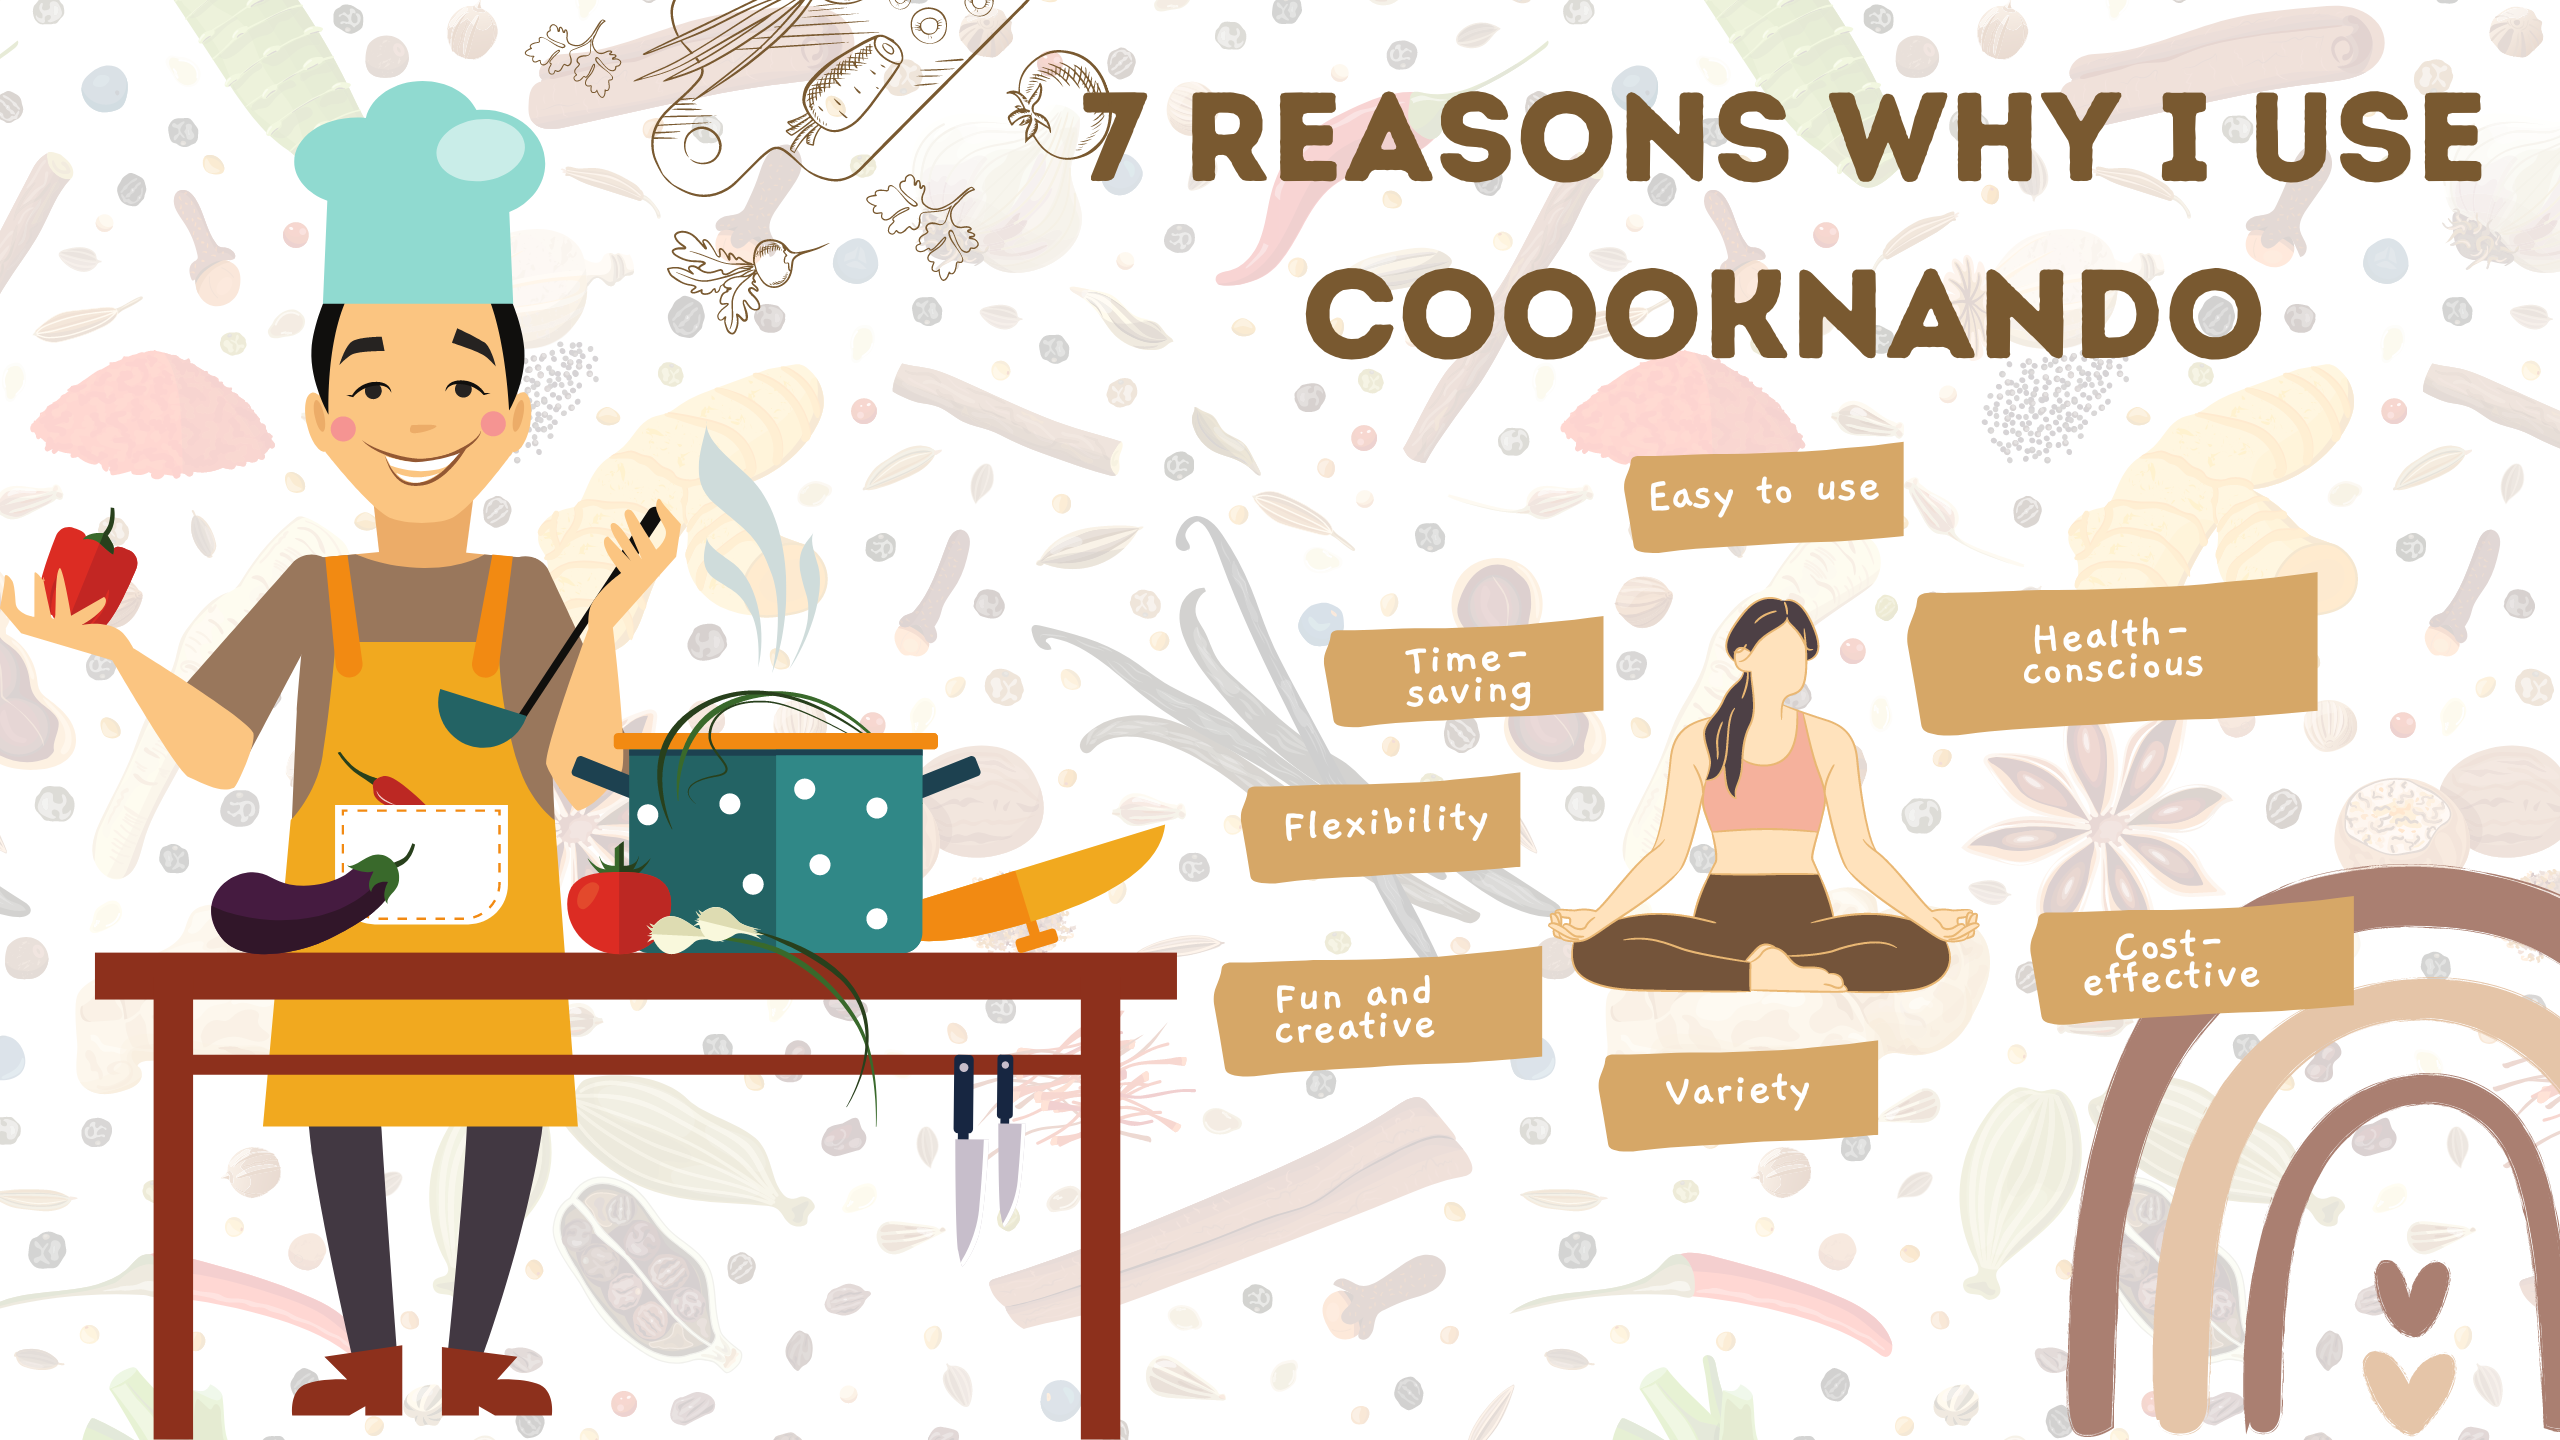 7 REASONS WHY I USE
COOOKNANDO
Easy to use
Time-
saving
Health-
conscious
Flexibility
Cost-
effective
Fun and
creative
Variety